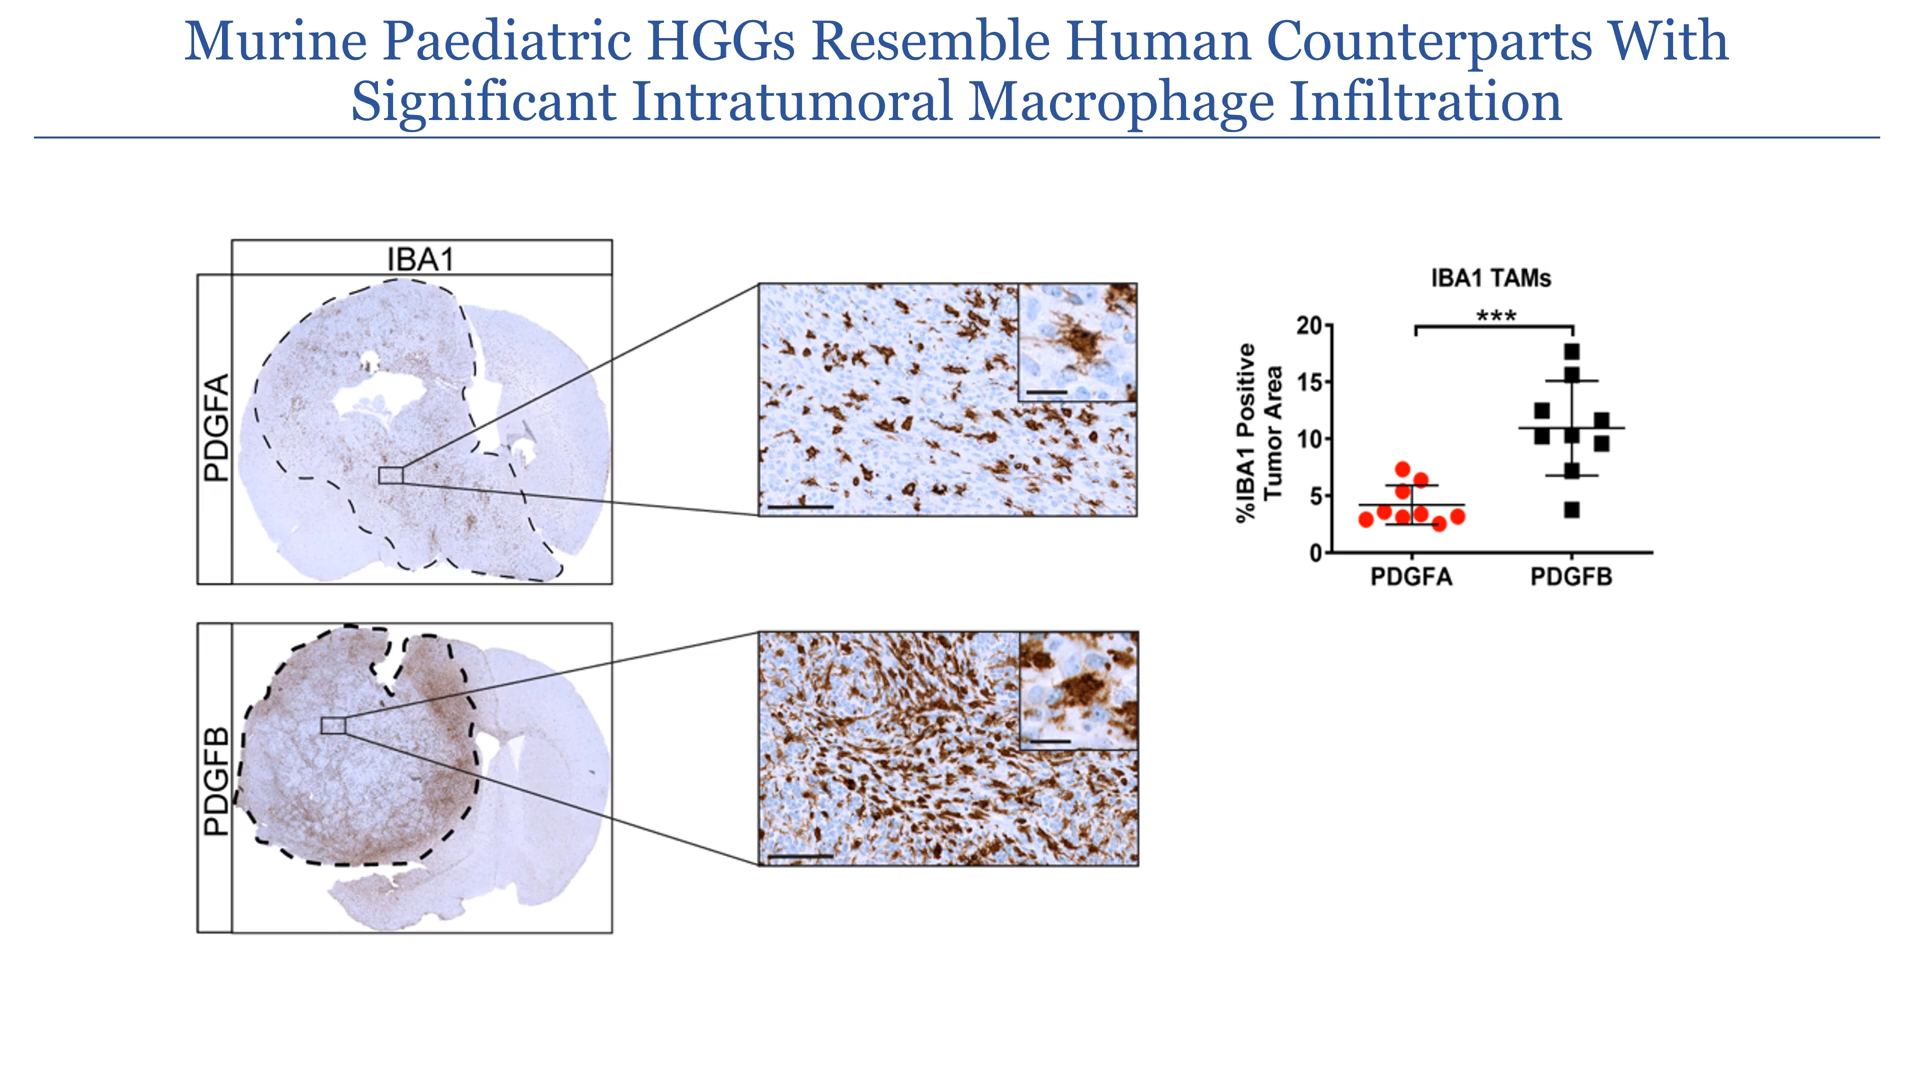 Murine Paediatric HGGs Resemble Human Counterparts With
Significant Intratumoral Macrophage Infiltration
IBA1
PDGFA
PDGFB
IBA1 TAMs
***
%IBA1 Positive
Tumor Area
20
15
10
5
0
PDGFA
PDGFB